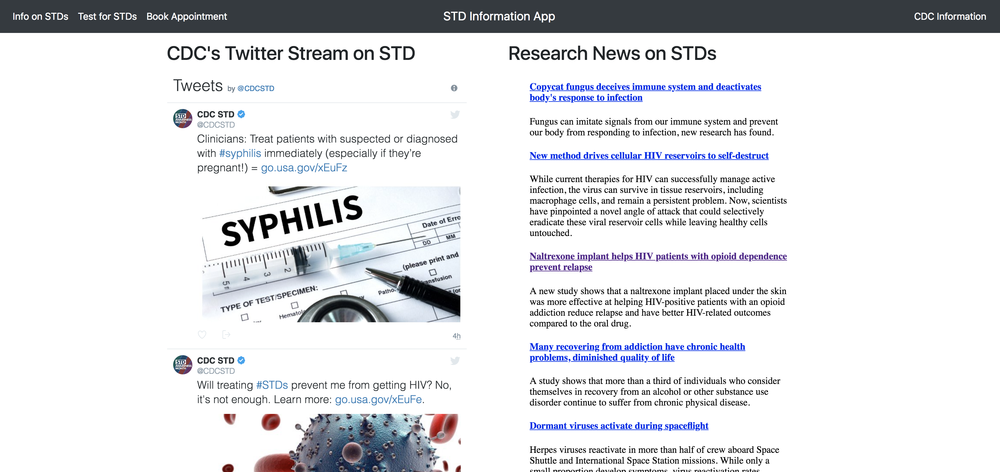 Info on STDs Test for STDs Book Appointment STD Information App CDC Information
CDC's Twitter Stream on STD
Tweets by @CDCSTD
STD
AWARENESS
MONTH
CDC STD
@CDCSTD
Clinicians: Treat patients with suspected or diagnosed
with #syphilis immediately (especially if they’re
pregnant!) = go.usa.gov/xEuFz
SYPHILIS
Date of Erro
DD MM
(please print and
ansfusion
1 2 3 4 5
TYPE OF TEST/SPECIMEN:
Patho
(or
Hematol
4h
STD
AWARENESS
MONTH
CDC STD
@CDCSTD
Will treating #STDs prevent me from getting HIV? No,
it's not enough. Learn more: go.usa.gov/xEuFe.
Research News on STDs
Copycat fungus deceives immune system and deactivates
body's response to infection
Fungus can imitate signals from our immune system and prevent
our body from responding to infection, new research has found.
New method drives cellular HIV reservoirs to self-destruct
While current therapies for HIV can successfully manage active
infection, the virus can survive in tissue reservoirs, including
macrophage cells, and remain a persistent problem. Now, scientists
have pinpointed a novel angle of attack that could selectively
eradicate these viral reservoir cells while leaving healthy cells
untouched.
Naltrexone implant helps HIV patients with opioid dependence
prevent relapse
A new study shows that a naltrexone implant placed under the skin
was more effective at helping HIV-positive patients with an opioid
addiction reduce relapse and have better HIV-related outcomes
compared to the oral drug.
Many recovering from addiction have chronic health
problems, diminished quality of life
A study shows that more than a third of individuals who consider
themselves in recovery from an alcohol or other substance use
disorder continue to suffer from chronic physical disease.
Dormant viruses activate during spaceflight
Herpes viruses reactivate in more than half of crew aboard Space
Shuttle and International Space Station missions. While only a
small proportion develop symptoms, virus reactivation rates